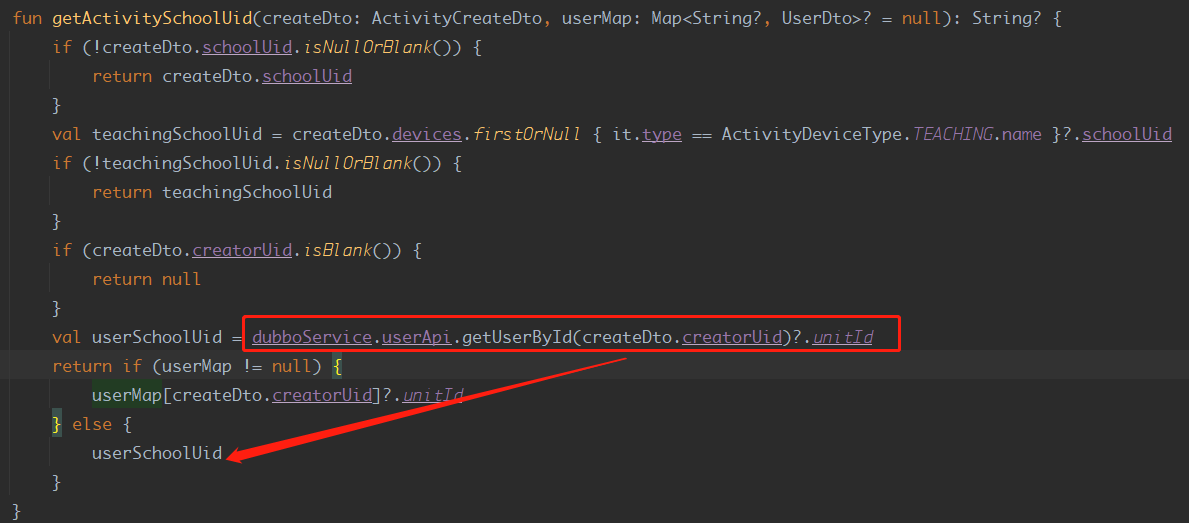 fun getActivitySchoolUid(createDto: ActivityCreateDto, userMap: Map<String?, UserDto>? = null): String? {
if (!createDto.schoolUid.isNullOrBlank()) {
return createDto.schoolUid
}
val teachingSchoolUid = createDto.devices.firstOrNull { it.type == ActivityDeviceType.TEACHING.name }?.schoolUid
if (!teachingSchoolUid.isNullOrBlank()) {
return teachingSchoolUid
}
if (createDto.creatorUid.isBlank()) {
return null
}
val userSchoolUid = dubboService.userApi.getUserById(createDto.creatorUid)?.unitId
return if (userMap != null) {
userMap[createDto.creatorUid]?.unitId
} else {
userSchoolUid
}
}